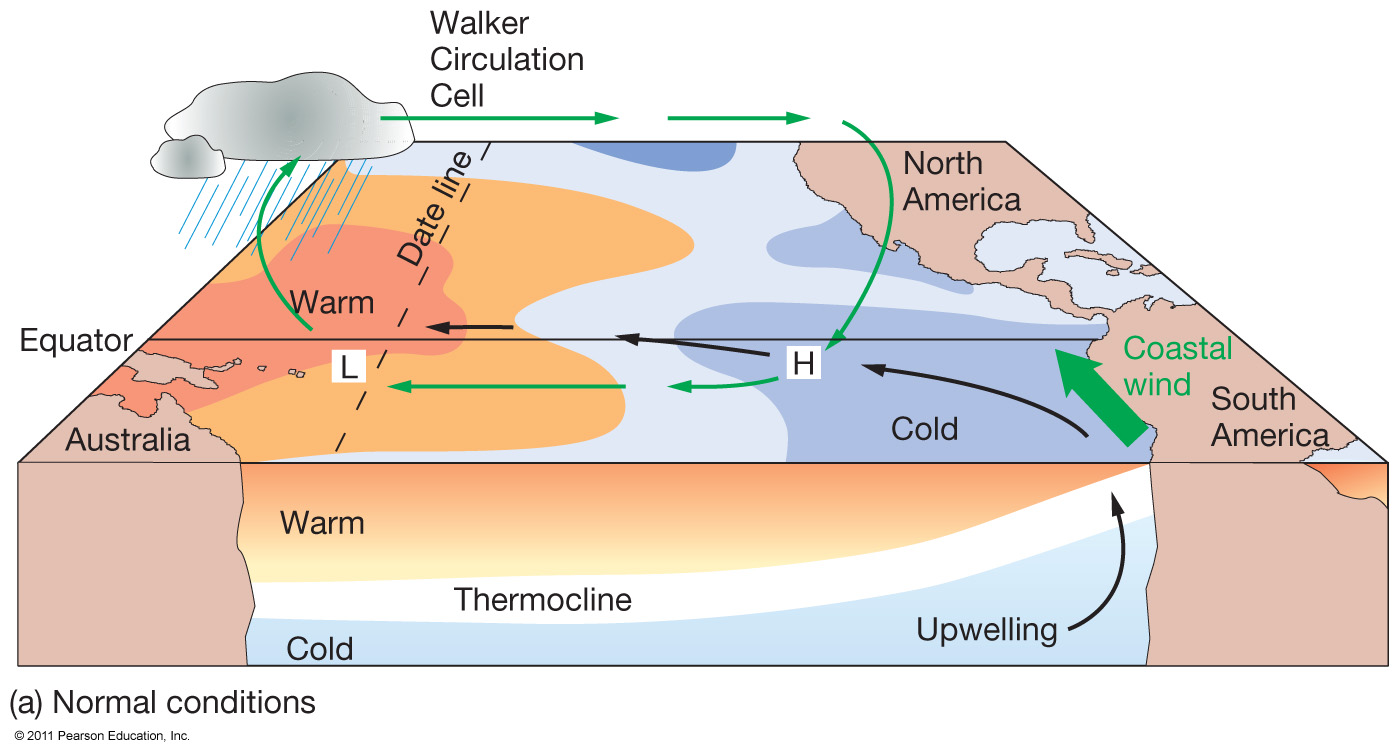 Walker
Circulation
Cell
North
America
Date line
Warm
Equator
L
H
Coastal
wind
South
America
Cold
Australia
Warm
Thermocline
Upwelling
Cold
(a) Normal conditions
© 2011 Pearson Education, Inc.